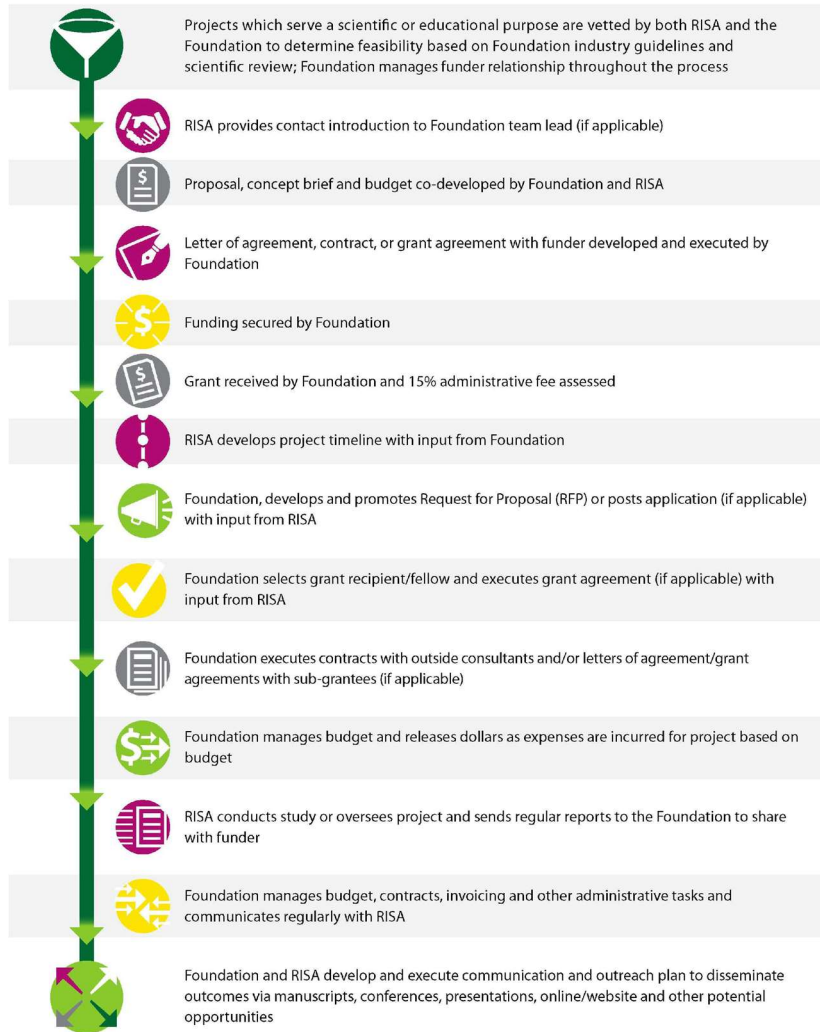 Projects which serve a scientific or educational purpose are vetted by both RISA and the
Foundation to determine feasibility based on Foundation industry guidelines and
scientific review; Foundation manages funder relationship throughout the process
RISA provides contact introduction to Foundation team lead (if applicable)
$
Proposal, concept brief and budget co-developed by Foundation and RISA
Letter of agreement, contract, or grant agreement with funder developed and executed by
Foundation
$
Funding secured by Foundation
$
Grant received by Foundation and 15% administrative fee assessed
RISA develops project timeline with input from Foundation
Foundation, develops and promotes Request for Proposal (RFP) or posts application (if applicable)
with input from RISA
Foundation selects grant recipient/fellow and executes grant agreement (if applicable) with
input from RISA
Foundation executes contracts with outside consultants and/or letters of agreement/grant
agreements with sub-grantees (if applicable)
$
Foundation manages budget and releases dollars as expenses are incurred for project based on
budget
RISA conducts study or oversees project and sends regular reports to the Foundation to share
with funder
Foundation manages budget, contracts, invoicing and other administrative tasks and
communicates regularly with RISA
Foundation and RISA develop and execute communication and outreach plan to disseminate
outcomes via manuscripts, conferences, presentations, online/website and other potential
opportunities